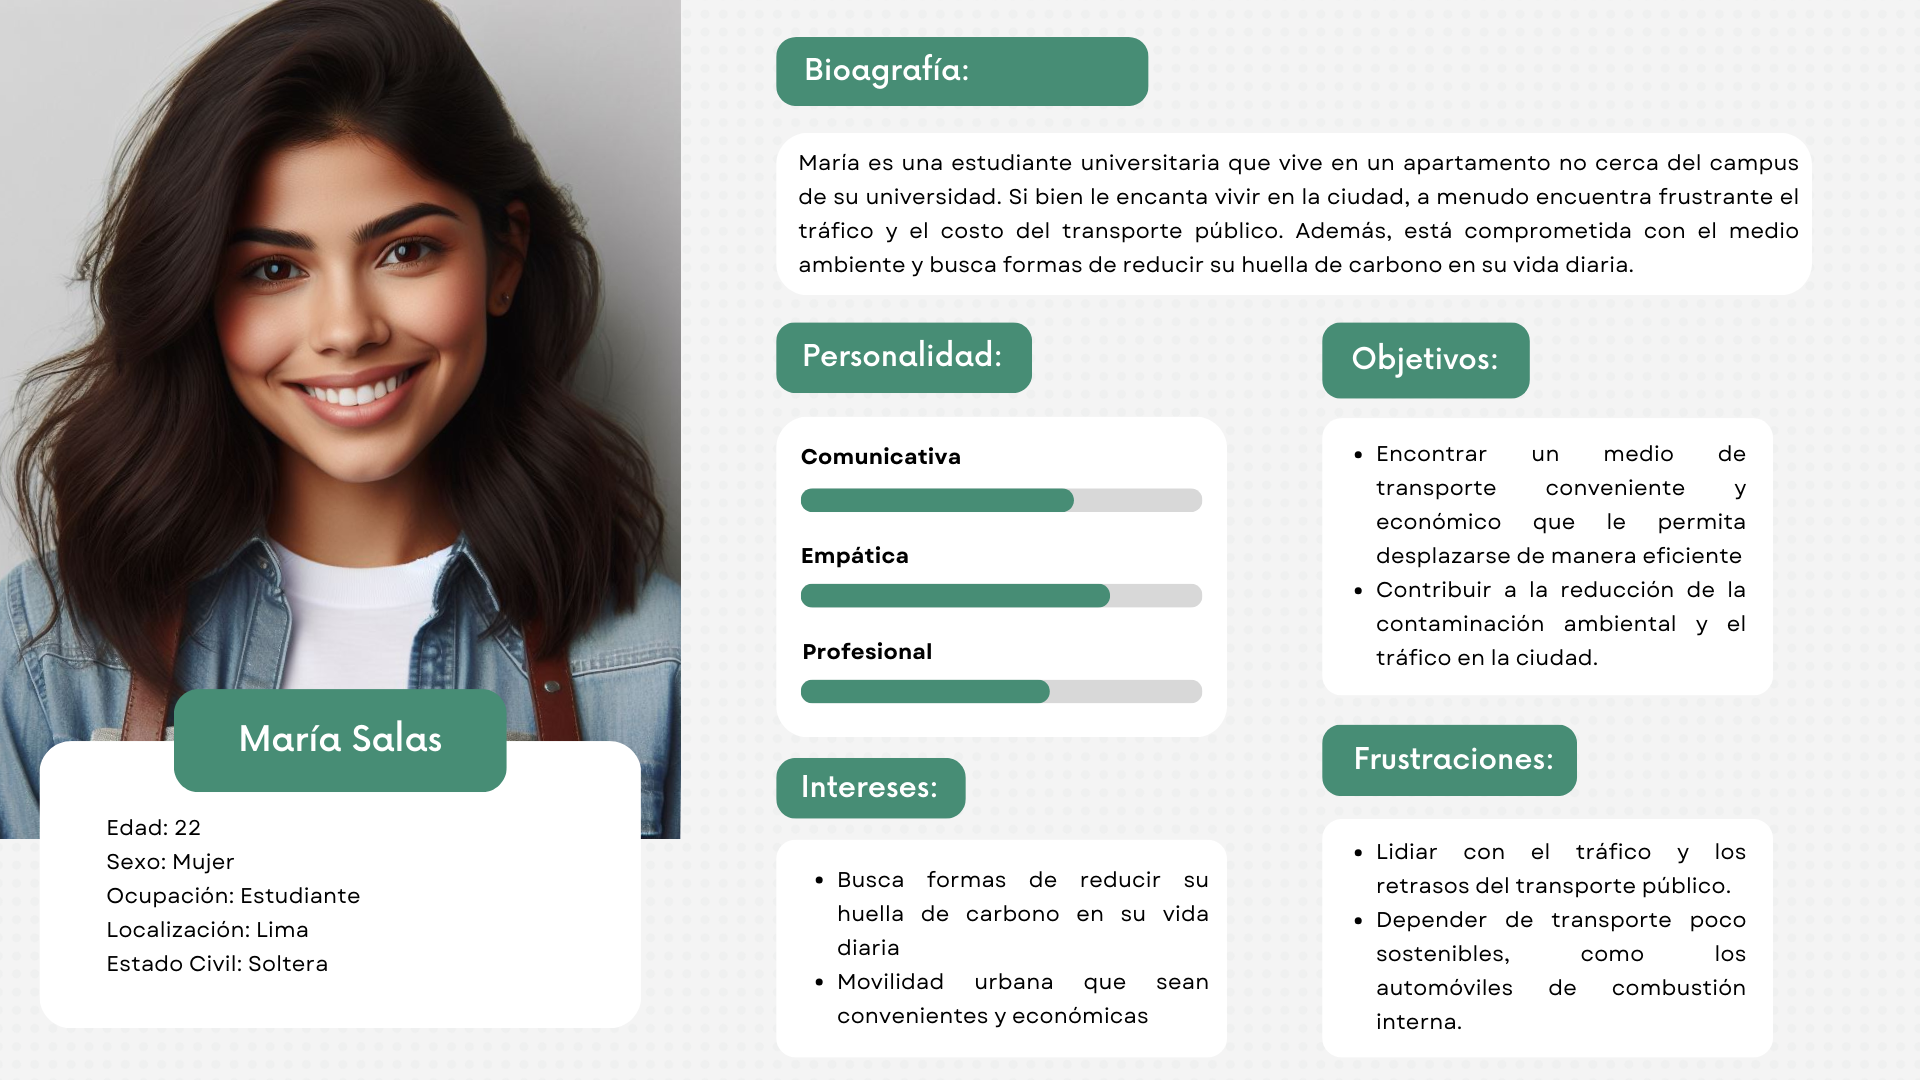 Bioagrafía:
María es una estudiante universitaria que vive en un apartamento no cerca del campus
de su universidad. Si bien le encanta vivir en la ciudad, a menudo encuentra frustrante el
tráfico y el costo del transporte público. Además, está comprometida con el medio
ambiente y busca formas de reducir su huella de carbono en su vida diaria.
María Salas
Edad: 22
Sexo: Mujer
Ocupación: Estudiante
Localización: Lima
Estado Civil: Soltera
Personalidad:
Comunicativa
Empática
Profesional
Intereses:
• Busca formas de reducir su
huella de carbono en su vida
diaria
• Movilidad urbana que sean
convenientes y económicas
Objetivos:
• Encontrar un medio de
transporte conveniente y
económico que le permita
desplazarse de manera eficiente
• Contribuir a la reducción de la
contaminación ambiental y el
tráfico en la ciudad.
Frustraciones:
• Lidiar con el tráfico y los
retrasos del transporte público.
• Depender de transporte poco
sostenibles, como los
automóviles de combustión
interna.